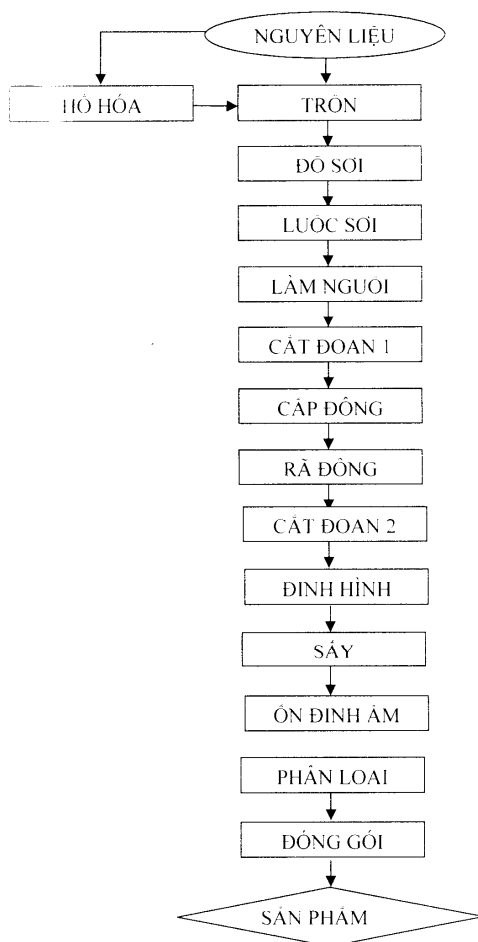 NGUYÊN LIỆU
HỒ HÓA
TRỘN
ĐỔ SỢI
LUỘC SỢI
LÀM NGUỘI
CẮT ĐOẠN 1
CẤP ĐÔNG
RÃ ĐÔNG
CẮT ĐOẠN 2
ĐỊNH HÌNH
SẤY
ỔN ĐỊNH ẨM
PHÂN LOẠI
ĐÓNG GÓI
SẢN PHẨM